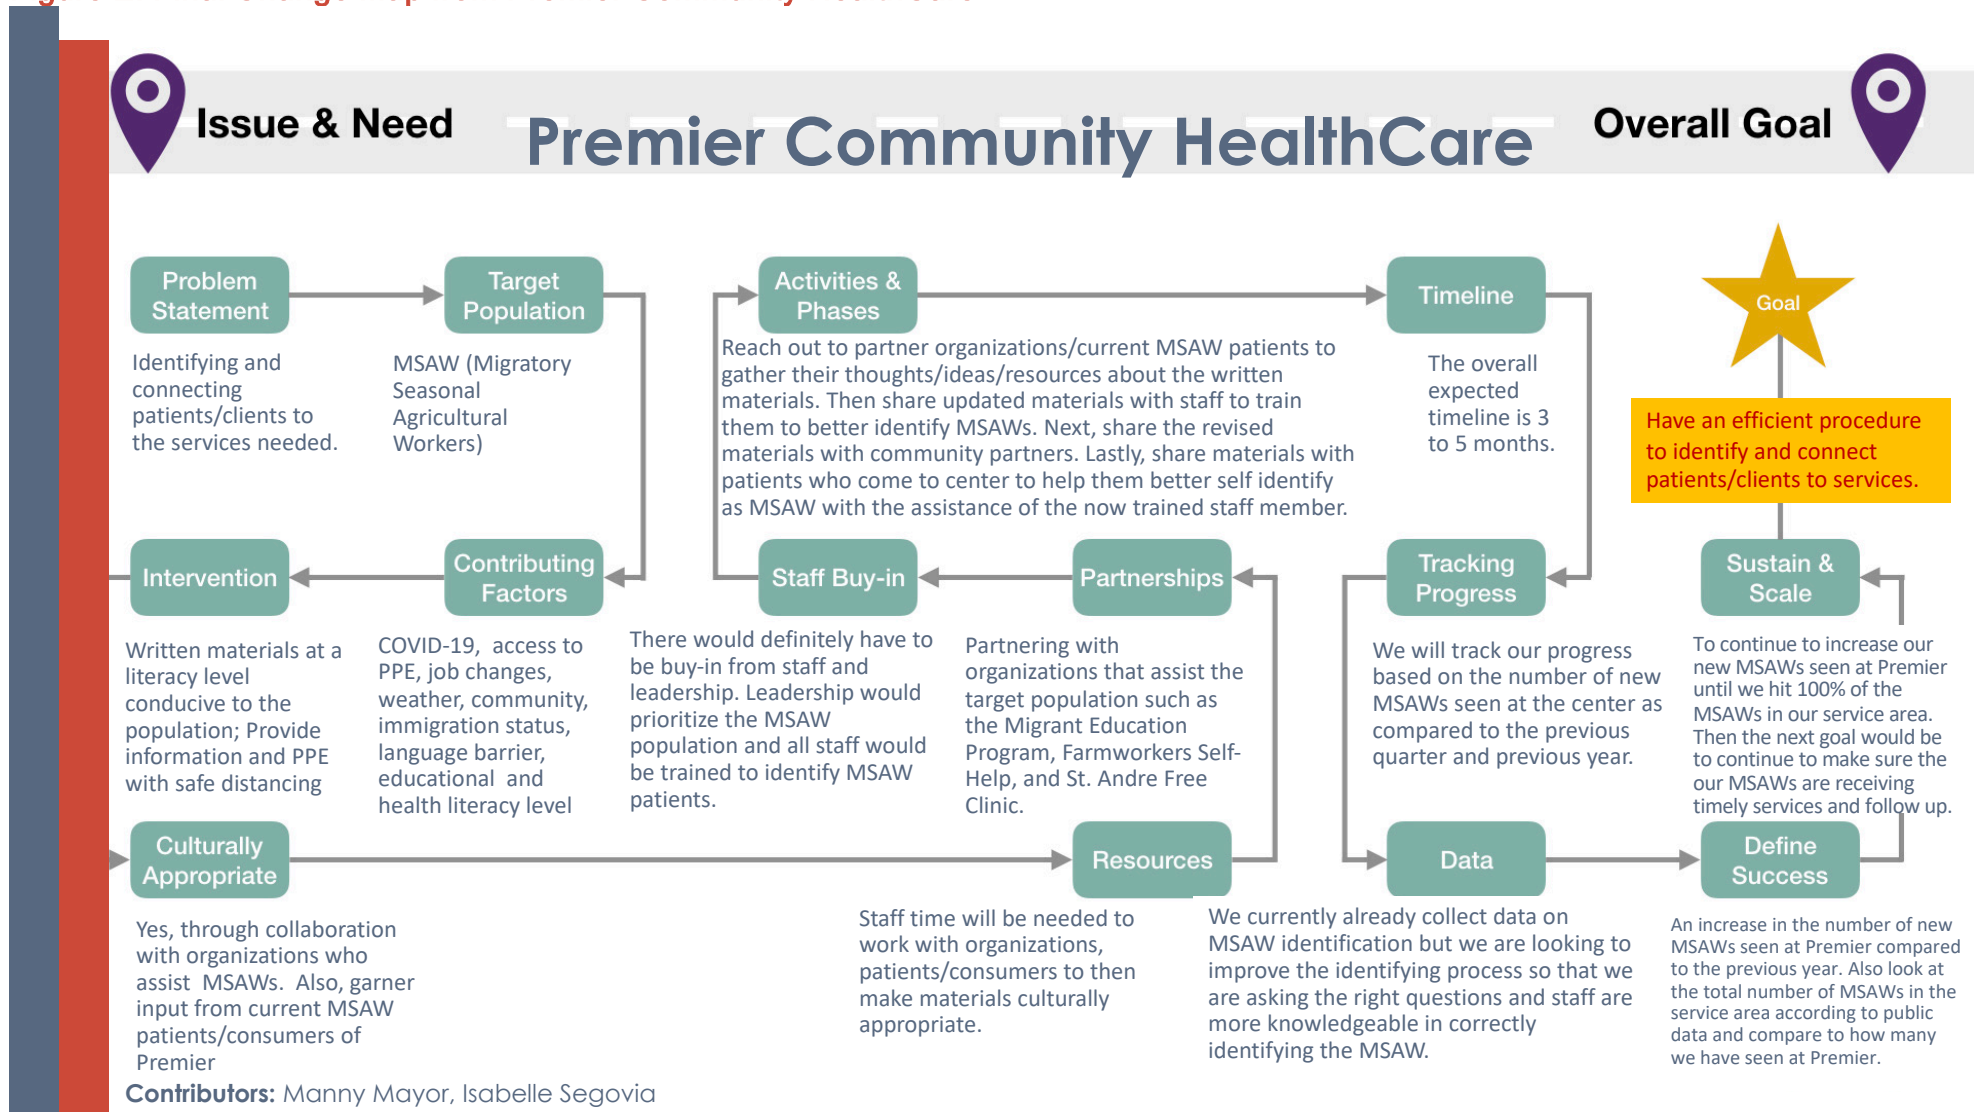 Issue & Need
Premier Community HealthCare
Overall Goal
Problem
Statement
Identifying and
connecting
patients/clients to
the services needed.
Target
Population
MSAW (Migratory
Seasonal
Agricultural
Workers)
Contributing
Factors
COVID-19, access to
PPE, job changes,
weather, community,
immigration status,
language barrier,
educational and
health literacy level
Intervention
Written materials at a
literacy level
conducive to the
population; Provide
information and PPE
with safe distancing
Culturally
Appropriate
Yes, through collaboration
with organizations who
assist MSAWs. Also, garner
input from current MSAW
patients/consumers of
Premier
Resources
Staff time will be needed to
work with organizations,
patients/consumers to then
make materials culturally
appropriate.
Partnerships
Partnering with
organizations that assist the
target population such as
the Migrant Education
Program, Farmworkers Self-
Help, and St. Andre Free
Clinic.
Staff Buy-in
There would definitely have to
be buy-in from staff and
leadership. Leadership would
prioritize the MSAW
population and all staff would
be trained to identify MSAW
patients.
Activities &
Phases
Reach out to partner organizations/current MSAW patients to
gather their thoughts/ideas/resources about the written
materials. Then share updated materials with staff to train
them to better identify MSAWs. Next, share the revised
materials with community partners. Lastly, share materials with
patients who come to center to help them better self identify
as MSAW with the assistance of the now trained staff member.
Timeline
The overall
expected
timeline is 3
to 5 months.
Tracking
Progress
We will track our progress
based on the number of new
MSAWs seen at the center as
compared to the previous
quarter and previous year.
Data
We currently already collect data on
MSAW identification but we are looking to
improve the identifying process so that we
are asking the right questions and staff are
more knowledgeable in correctly
identifying the MSAW.
Define
Success
An increase in the number of new
MSAWs seen at Premier compared
to the previous year. Also look at
the total number of MSAWs in the
service area according to public
data and compare to how many
we have seen at Premier.
Sustain &
Scale
To continue to increase our
new MSAWs seen at Premier
until we hit 100% of the
MSAWs in our service area.
Then the next goal would be
to continue to make sure the
our MSAWs are receiving
timely services and follow up.
Goal
Have an efficient procedure
to identify and connect
patients/clients to services.
Contributors: Manny Mayor, Isabelle Segovia